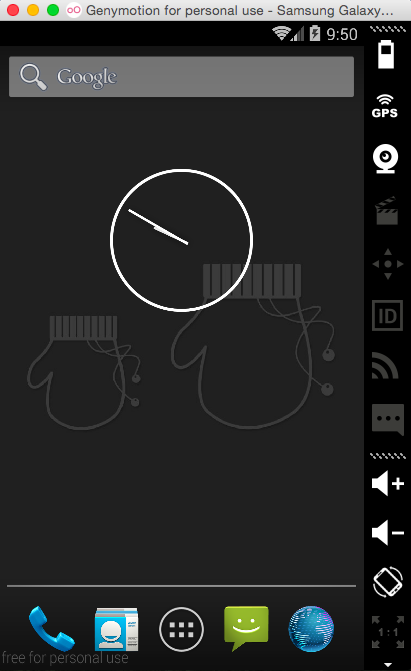 Genymotion for personal use - Samsung Galaxy...
9:50
Google
GPS
ID
1:1
free for personal use